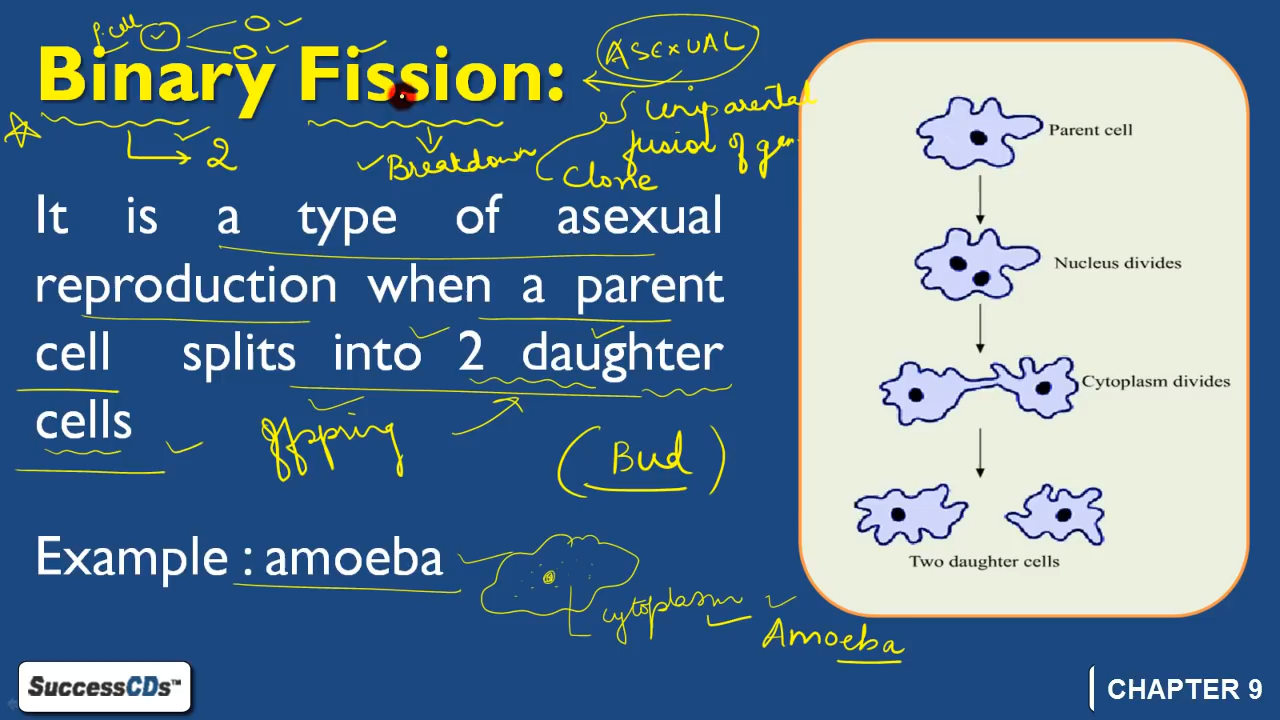 P. cell
Binary Fission:
ASEXUAL
2
Breakdown
Uniparental
fusion of
Clone
It is a type of asexual
reproduction when a parent
cell splits into 2 daughter
cells
offspring
(Bud)
Example : amoeba
cytoplasm
Amoeba
Parent cell
Nucleus divides
Cytoplasm divides
Two daughter cells
SuccessCDs™
CHAPTER 9